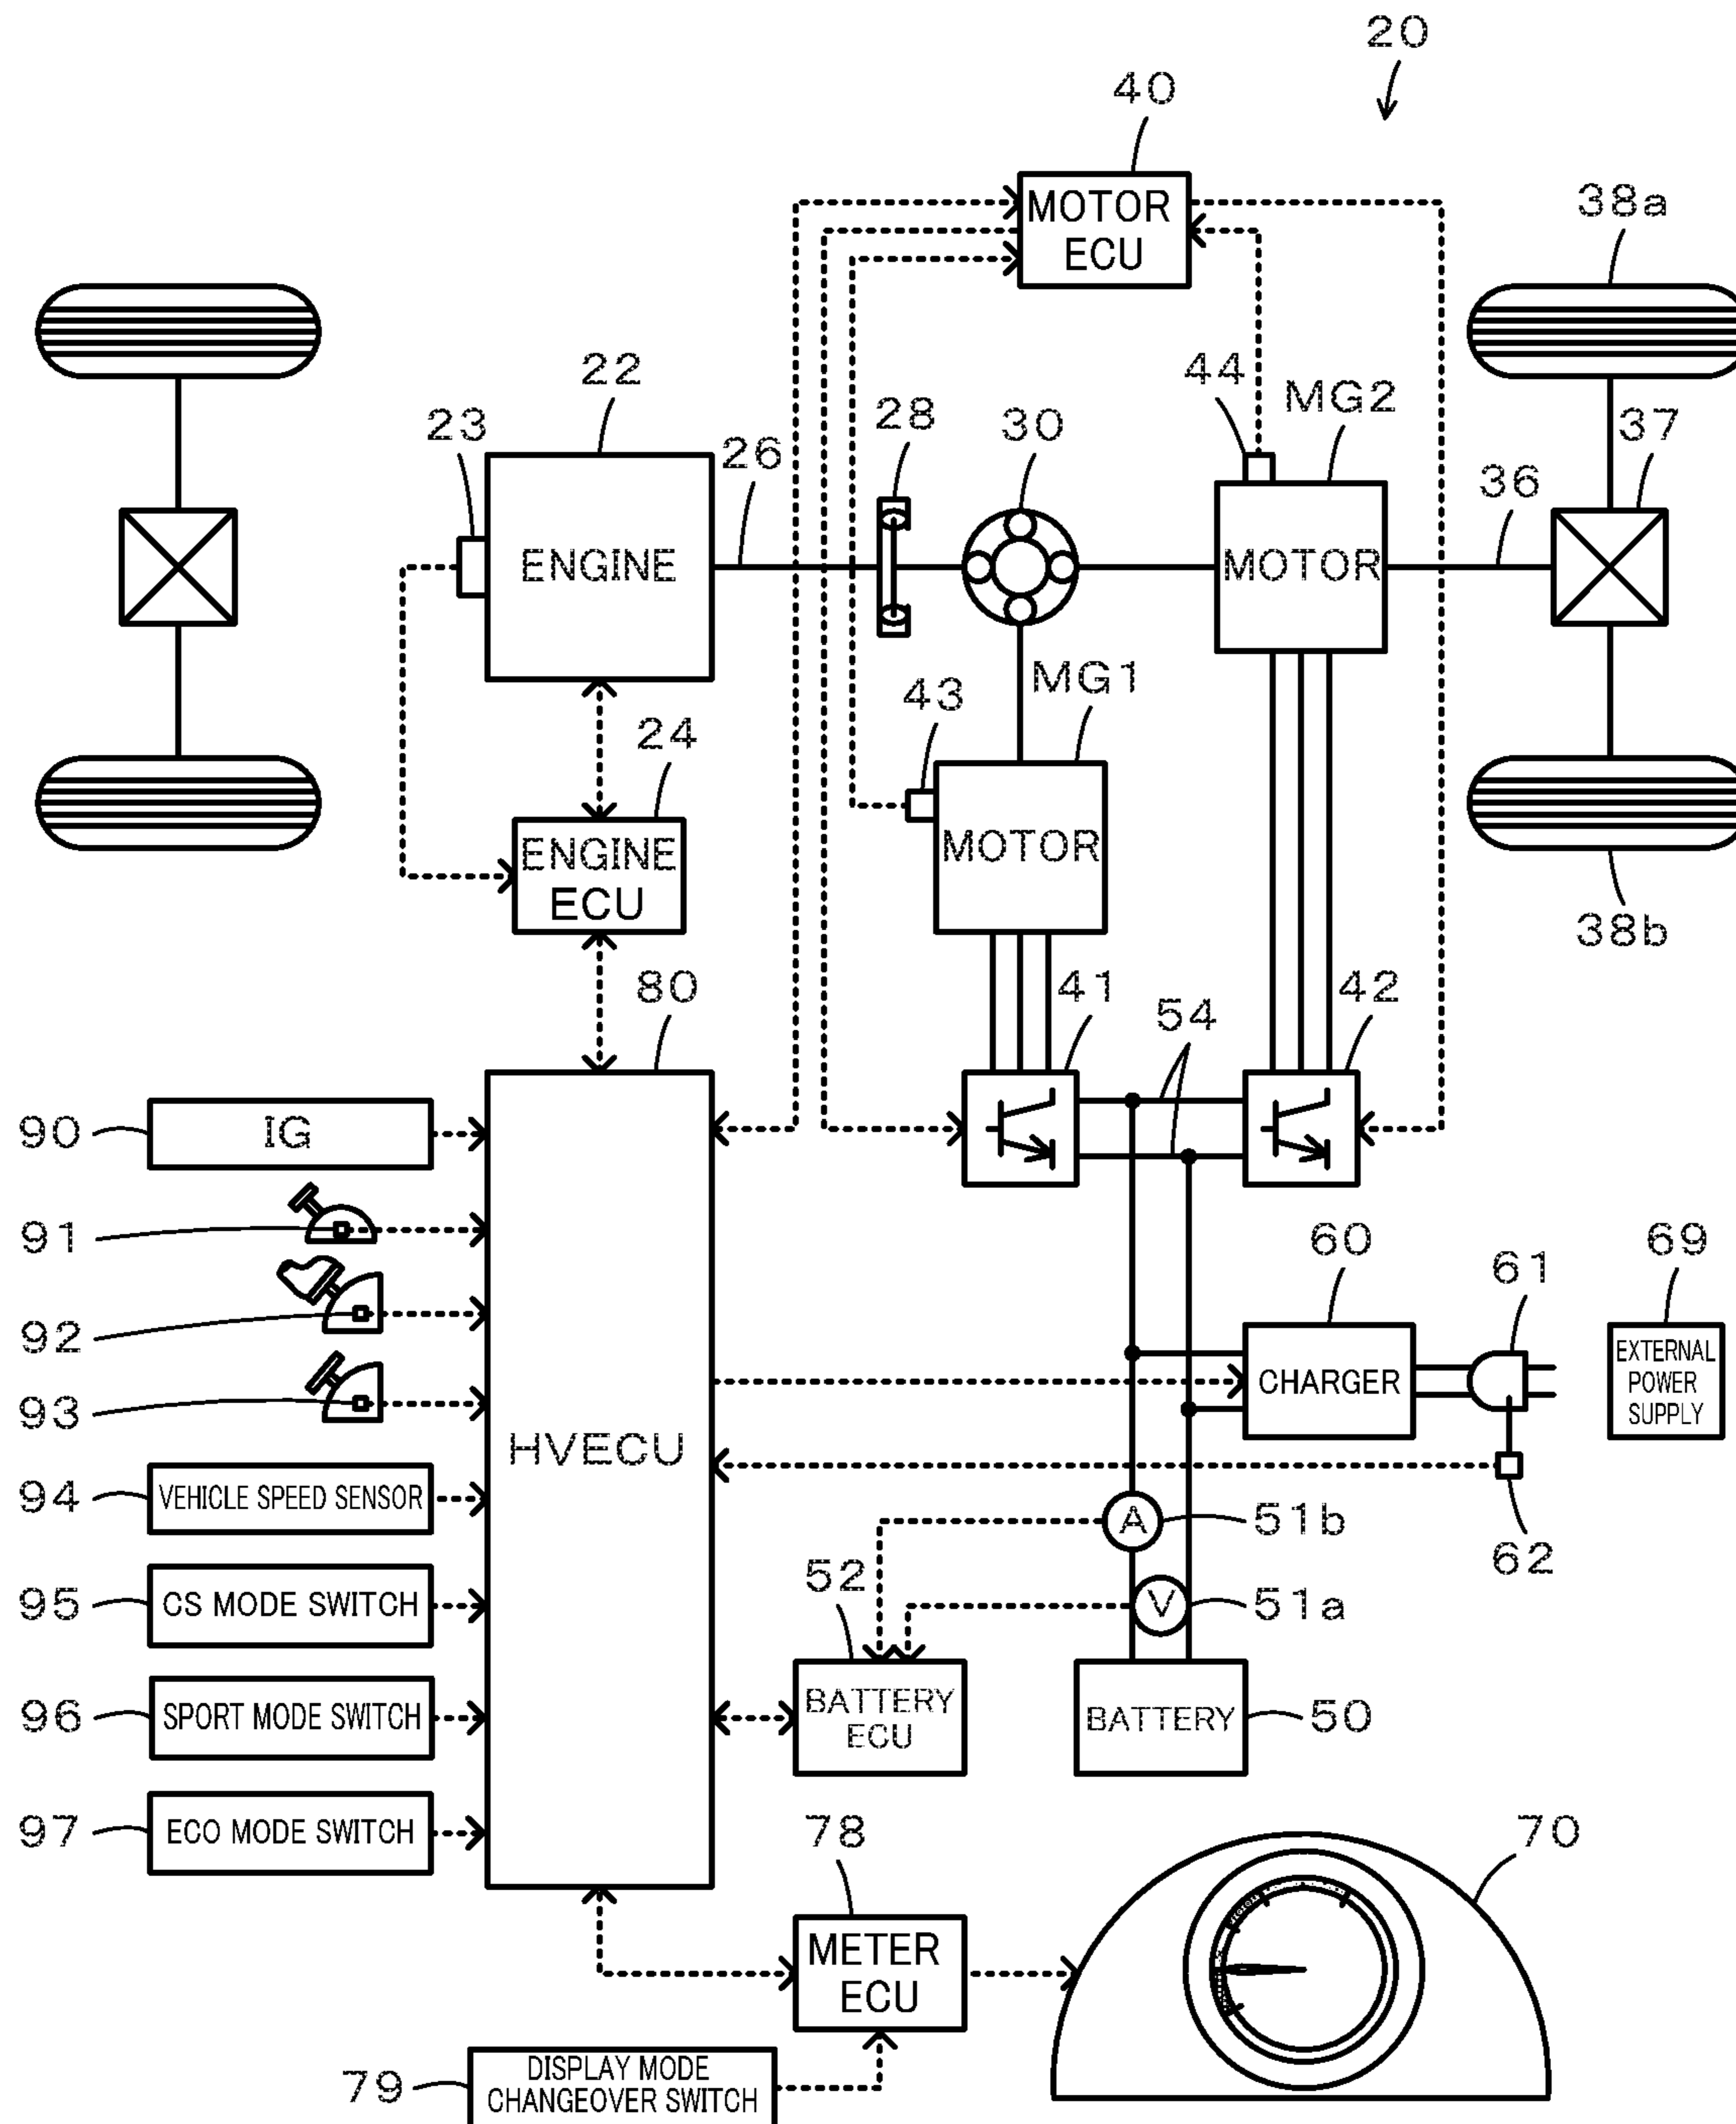 20
40
MOTOR
ECU
38a
22
44
MG2
23
28
30
37
26
36
ENGINE
MOTOR
MG1
43
24
MOTOR
ENGINE
ECU
38b
80
41
42
54
90
IG
91
60
69
61
92
EXTERNAL
POWER
SUPPLY
CHARGER
93
HVECU
94
VEHICLE SPEED SENSOR
A
51b
62
52
95
CS MODE SWITCH
V
51a
96
SPORT MODE SWITCH
BATTERY
ECU
BATTERY
50
97
ECO MODE SWITCH
78
70
METER
ECU
79
DISPLAY MODE
CHANGEOVER SWITCH